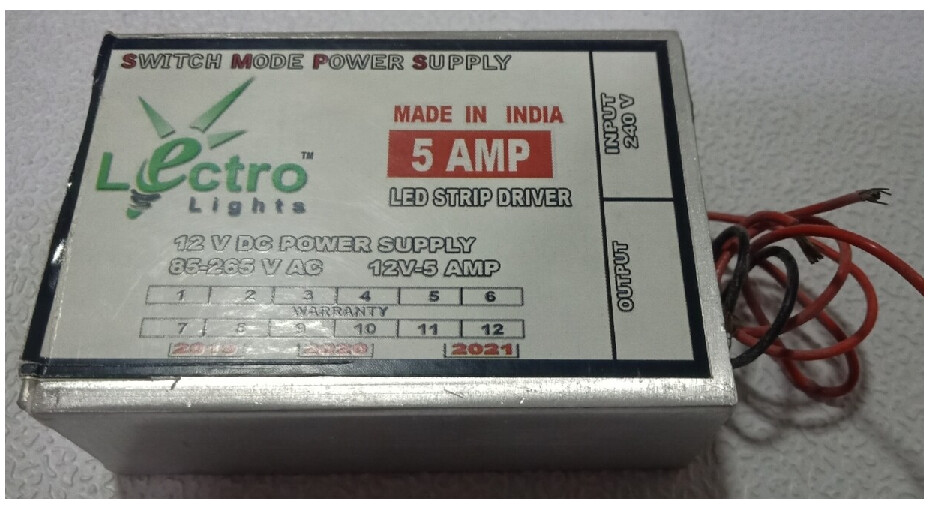 SWITCH MODE POWER SUPPLY
Lectro™
Lights
MADE IN INDIA
5 AMP
LED STRIP DRIVER
12 V DC POWER SUPPLY
85-265 V AC 12V-5 AMP
1 2 3 4 5 6
WARRANTY
7 8 9 10 11 12
2019 2020 2021
INPUT
240 V
OUTPUT